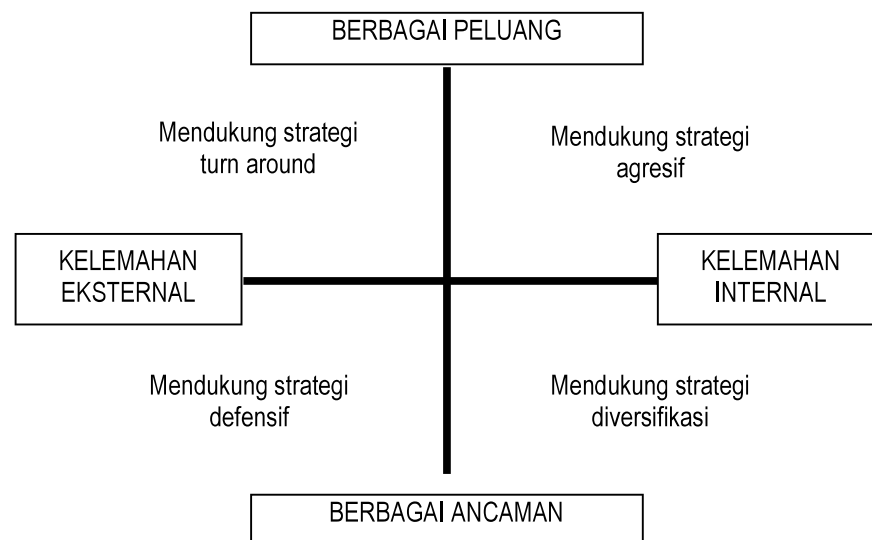 BERBAGAI PELUANG
Mendukung strategi
turn around
Mendukung strategi
agresif
KELEMAHAN
EKSTERNAL
KELEMAHAN
INTERNAL
Mendukung strategi
defensif
Mendukung strategi
diversifikasi
BERBAGAI ANCAMAN